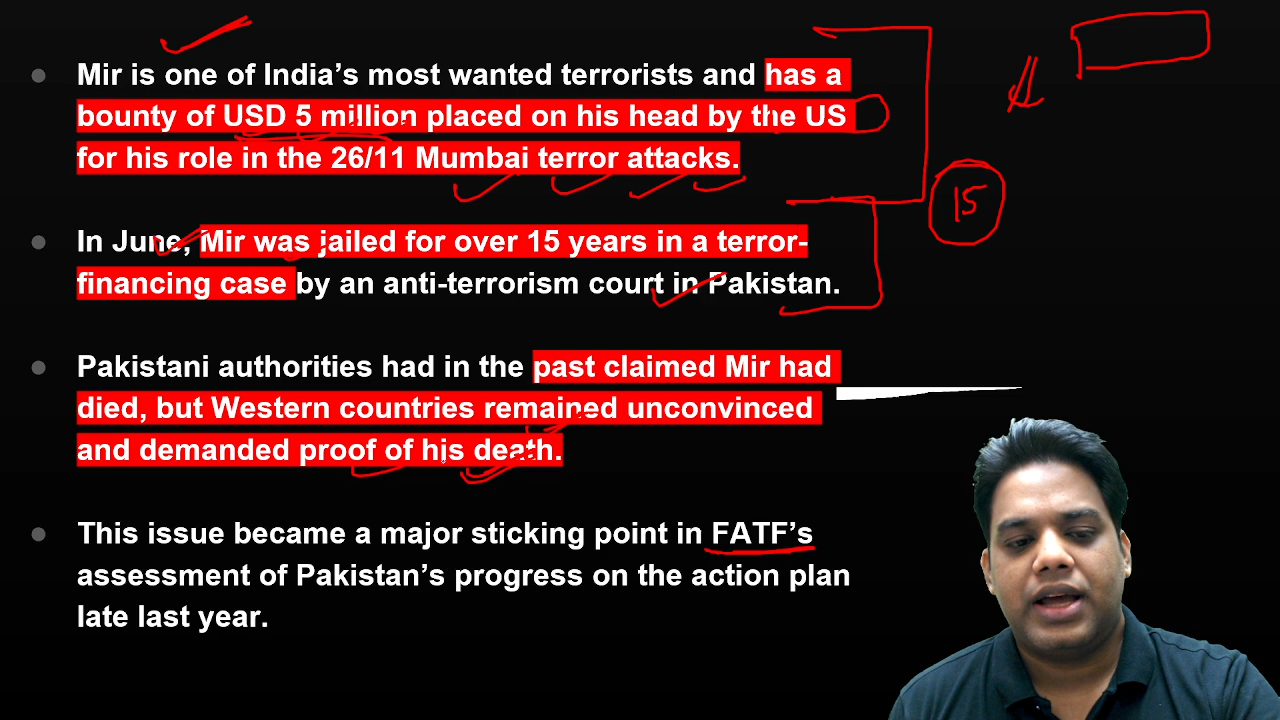 Mir is one of India's most wanted terrorists and has a
bounty of USD 5 million placed on his head by the US
for his role in the 26/11 Mumbai terror attacks.
15
In June, Mir was jailed for over 15 years in a terror-
financing case by an anti-terrorism court in Pakistan.
Pakistani authorities had in the past claimed Mir had
died, but Western countries remained unconvinced
and demanded proof of his death.
This issue became a major sticking point in FATF's
assessment of Pakistan's progress on the action plan
late last year.